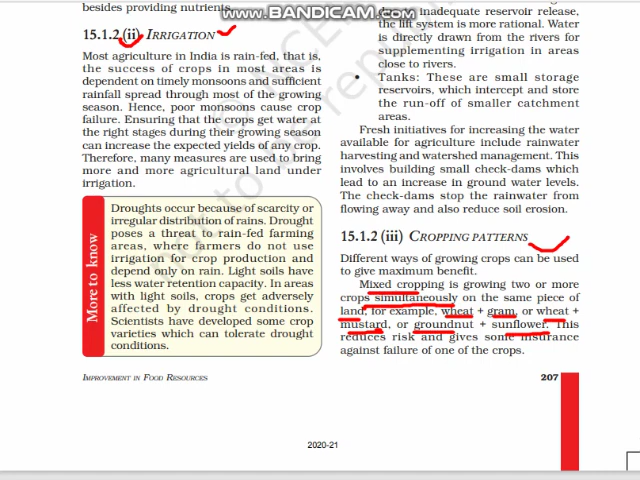 besides providing nutrients.
15.1.2 (ii) IRRIGATION
Most agriculture in India is rain-fed, that is,
the success of crops in most areas is
dependent on timely monsoons and sufficient
rainfall spread through most of the growing
season. Hence, poor monsoons cause crop
failure. Ensuring that the crops get water at
the right stages during their growing season
can increase the expected yields of any crop.
Therefore, many measures are used to bring
more and more agricultural land under
irrigation.
More to know
Droughts occur because of scarcity or
irregular distribution of rains. Drought
poses a threat to rain-fed farming
areas, where farmers do not use
irrigation for crop production and
depend only on rain. Light soils have
less water retention capacity. In areas
with light soils, crops get adversely
affected by drought conditions.
Scientists have developed some crop
varieties which can tolerate drought
conditions.
IMPROVEMENT IN FOOD RESOURCES
www.BANDICAM.com
inadequate reservoir release,
the lift system is more rational. Water
is directly drawn from the rivers for
supplementing irrigation in areas
close to rivers.
• Tanks: These are small storage
reservoirs, which intercept and store
the run-off of smaller catchment
areas.
Fresh initiatives for increasing the water
available for agriculture include rainwater
harvesting and watershed management. This
involves building small check-dams which
lead to an increase in ground water levels.
The check-dams stop the rainwater from
flowing away and also reduce soil erosion.
15.1.2 (iii) CROPPING PATTERNS
Different ways of growing crops can be used
to give maximum benefit.
Mixed cropping is growing two or more
crops simultaneously on the same piece of
land, for example, wheat + gram, or wheat +
mustard, or groundnut + sunflower. This
reduces risk and gives some insurance
against failure of one of the crops.
207
2020-21